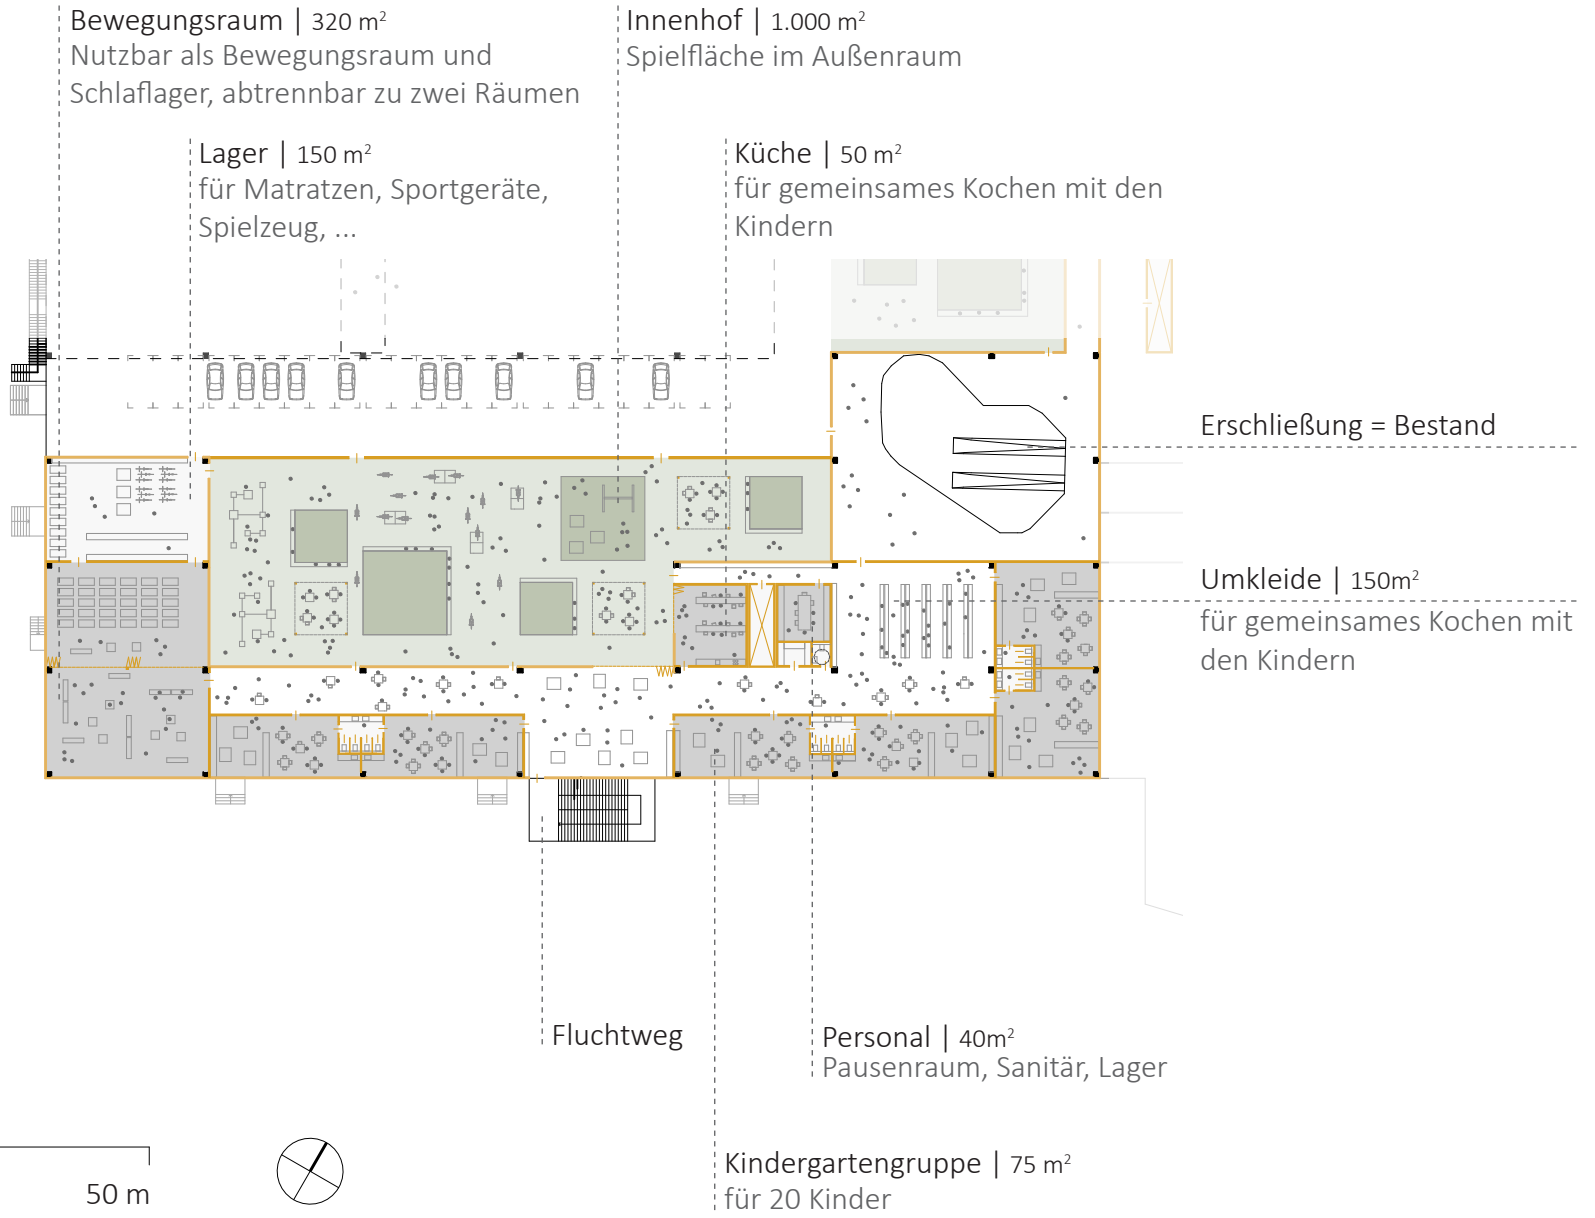 Bewegungsraum | 320 m²
Nutzbar als Bewegungsraum und
Schlaflager, abtrennbar zu zwei Räumen
Innenhof | 1.000 m²
Spielfläche im Außenraum
Lager | 150 m²
für Matratzen, Sportgeräte,
Spielzeug, ...
Küche | 50 m²
für gemeinsames Kochen mit den
Kindern
Erschließung = Bestand
Umkleide | 150m²
für gemeinsames Kochen mit
den Kindern
Fluchtweg
Personal | 40m²
Pausenraum, Sanitär, Lager
Kindergartengruppe | 75 m²
für 20 Kinder
50 m